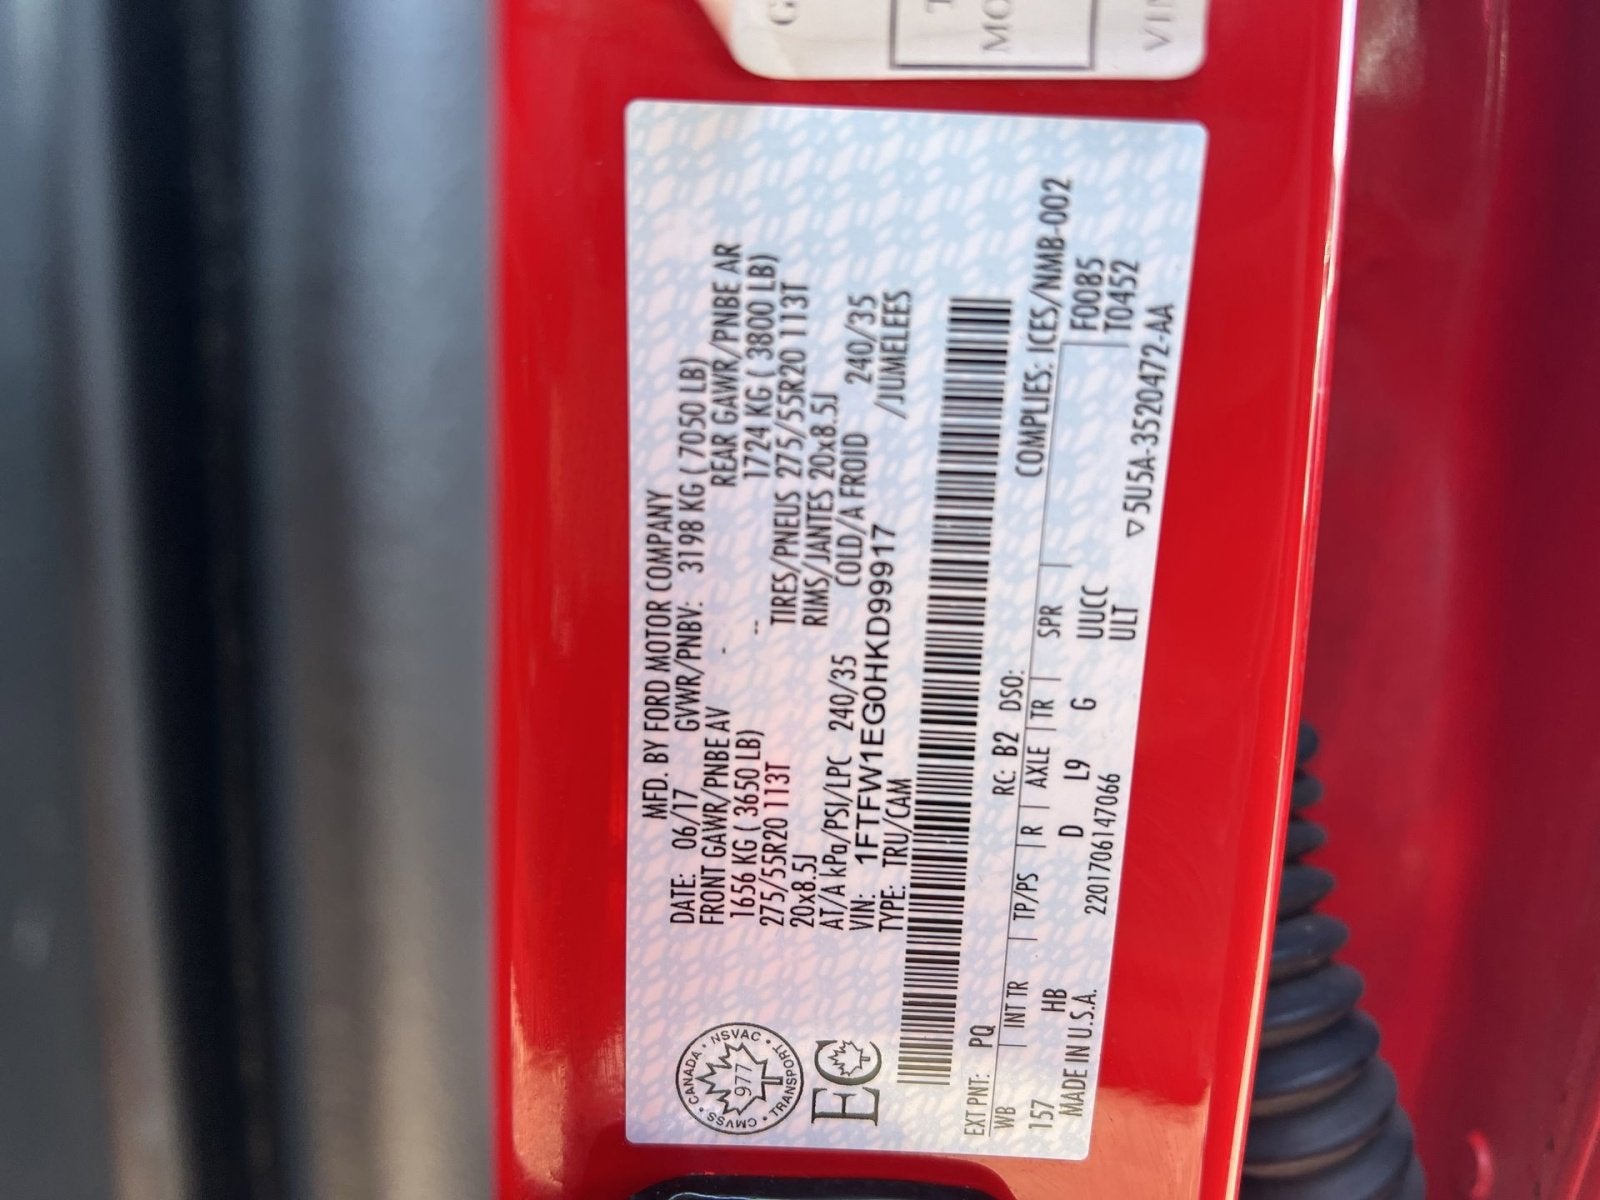 MFD. BY FORD MOTOR COMPANY
DATE: 06/17 GVWR/PNBV: 3198 KG ( 7050 LB)
FRONT GAWR/PNBE AV - REAR GAWR/PNBE AR
1656 KG ( 3650 LB) -- 1724 KG ( 3800 LB)
275/55R20 113T TIRES/PNEUS 275/55R20 113T
20x8.5J RIMS/JANTES 20x8.5J
AT/A kPa/PSI/LPC 240/35 COLD/A FROID 240/35
VIN: 1FTFW1EG0HKD99917 /JUMELEES
TYPE: TRU/CAM
CANADA • NSVAC • TRANSPORT • CMVSS •
977
EC
EXT PNT: PQ RC: B2 DSO: COMPLIES: ICES/NMB-002
WB INT TR TP/PS R AXLE TR SPR F0085
157 HB D L9 G UUCC T0452
MADE IN U.S.A. 2201706147066 ULT ▽5U5A-3520472-AA
MO
VIN